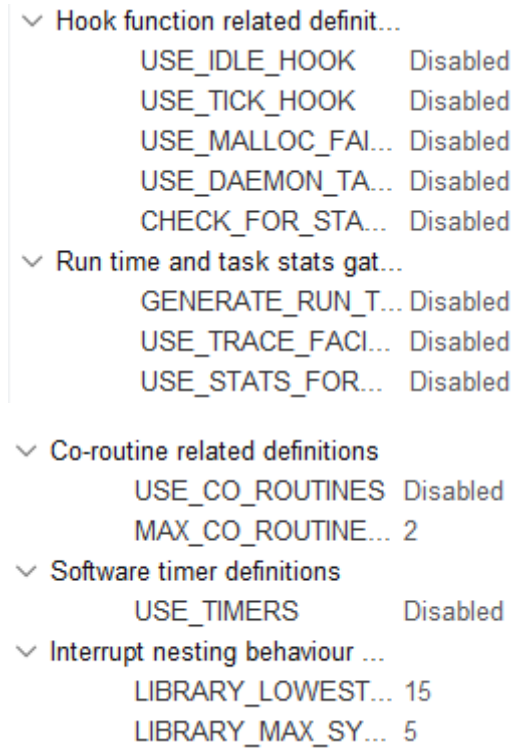 Hook function related definit...
USE_IDLE_HOOK Disabled
USE_TICK_HOOK Disabled
USE_MALLOC_FAI... Disabled
USE_DAEMON_TA... Disabled
CHECK_FOR_STA... Disabled
Run time and task stats gat...
GENERATE_RUN_T... Disabled
USE_TRACE_FACI... Disabled
USE_STATS_FOR... Disabled
Co-routine related definitions
USE_CO_ROUTINES Disabled
MAX_CO_ROUTINE... 2
Software timer definitions
USE_TIMERS Disabled
Interrupt nesting behaviour ...
LIBRARY_LOWEST... 15
LIBRARY_MAX_SY... 5